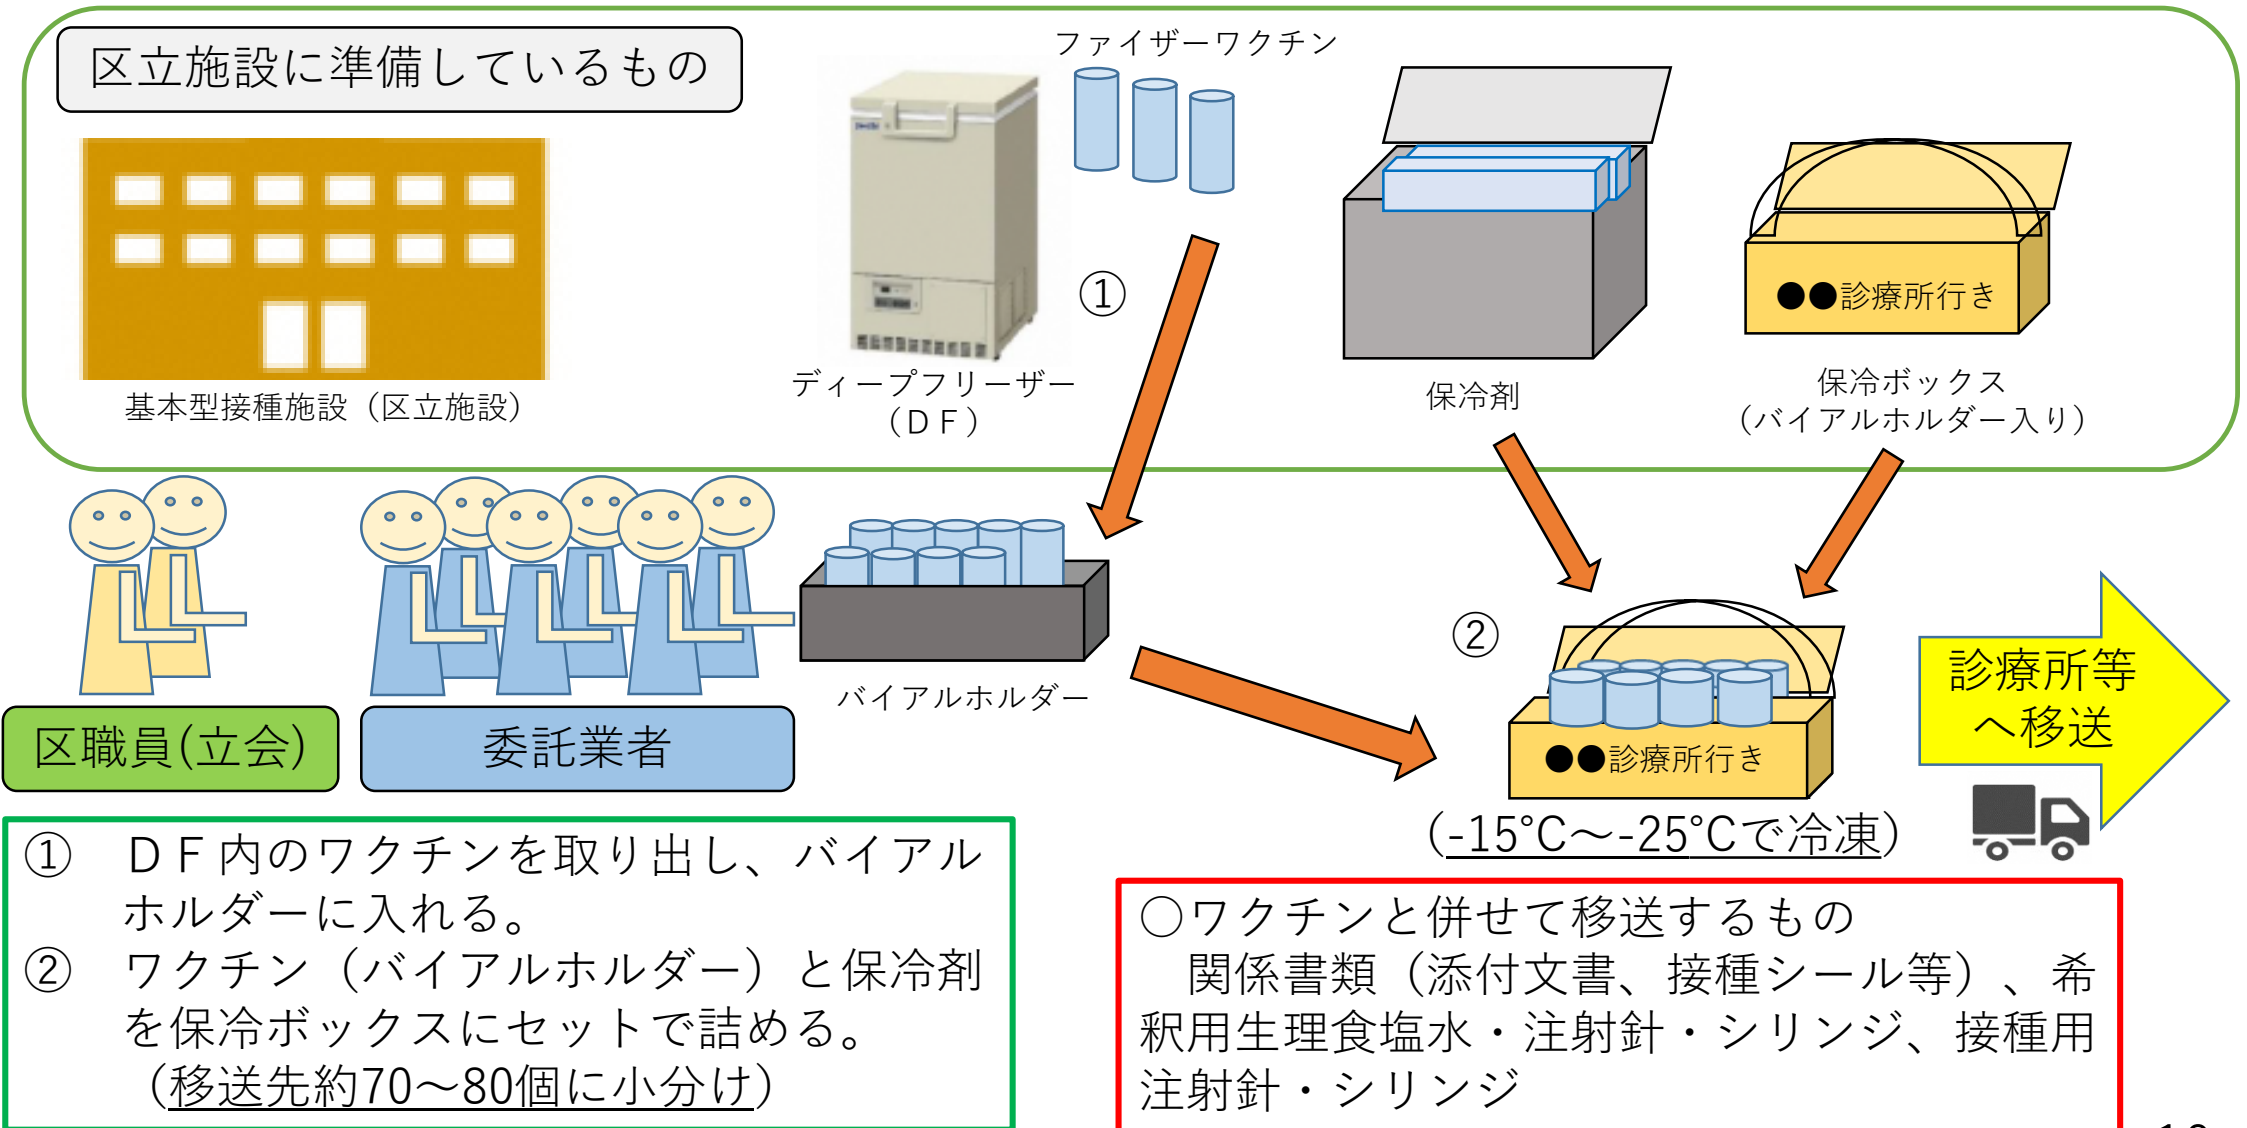 区立施設に準備しているもの
ファイザーワクチン
①
●●診療所行き
基本型接種施設（区立施設）
ディープフリーザー
（ＤＦ）
保冷剤
保冷ボックス
（バイアルホルダー入り）
区職員(立会)
委託業者
バイアルホルダー
②
●●診療所行き
（-15°C～-25°Cで冷凍）
診療所等
へ移送
①　ＤＦ内のワクチンを取り出し、バイアル
ホルダーに入れる。
②　ワクチン（バイアルホルダー）と保冷剤
を保冷ボックスにセットで詰める。
（移送先約70～80個に小分け）
○ワクチンと併せて移送するもの
関係書類（添付文書、接種シール等）、希
釈用生理食塩水・注射針・シリンジ、接種用
注射針・シリンジ